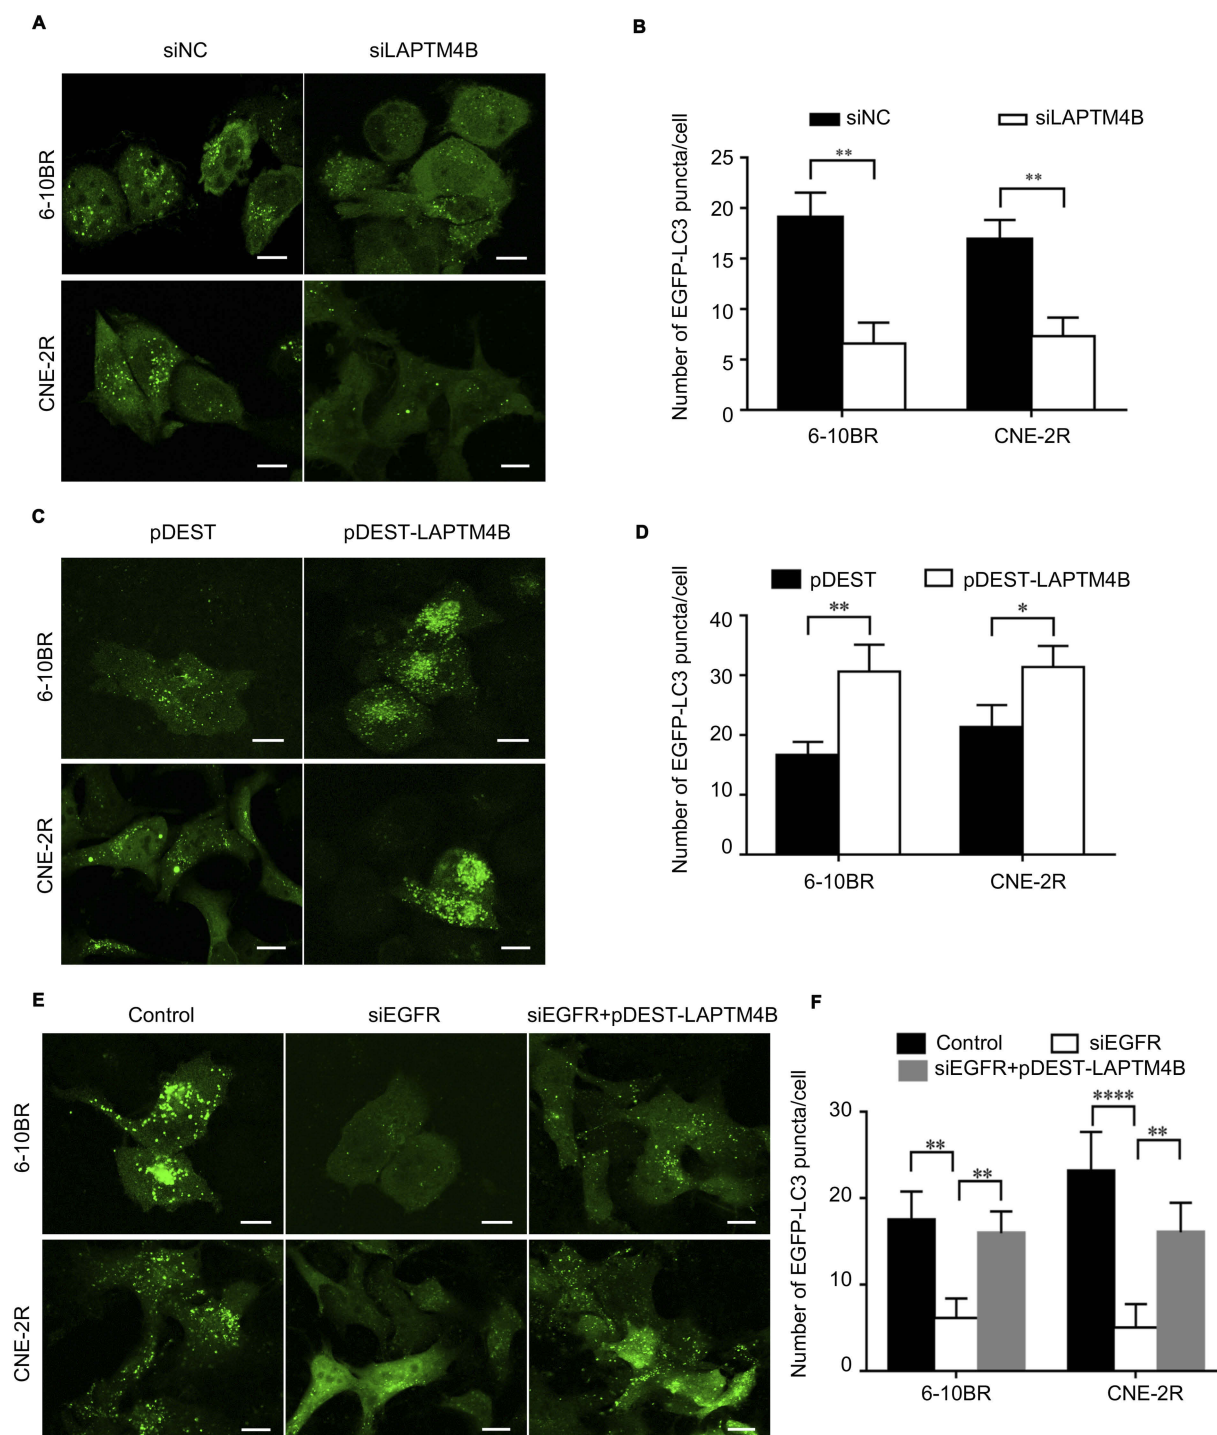 A
siNC
siLAPTM4B
6-10BR
CNE-2R
B
siNC
siLAPTM4B
Number of EGFP-LC3 puncta/cell
25
20
15
10
5
0
**
**
6-10BR
CNE-2R
C
pDEST
pDEST-LAPTM4B
6-10BR
CNE-2R
D
pDEST
pDEST-LAPTM4B
Number of EGFP-LC3 puncta/cell
40
30
20
10
0
**
*
6-10BR
CNE-2R
E
Control
siEGFR
siEGFR+pDEST-LAPTM4B
6-10BR
CNE-2R
F
Control
siEGFR
siEGFR+pDEST-LAPTM4B
Number of EGFP-LC3 puncta/cell
30
20
10
0
**
**
****
**
6-10BR
CNE-2R